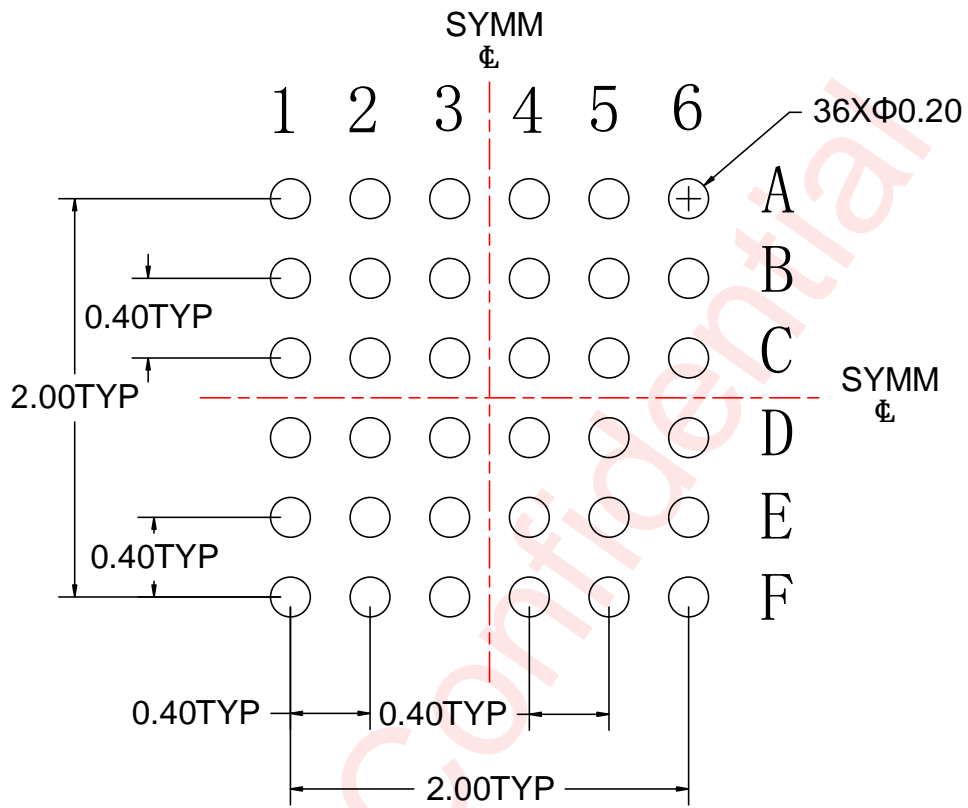 SYMM
℄
1 2 3 4 5 6
36XΦ0.20
A
B
0.40TYP
C
2.00TYP
SYMM
℄
D
E
0.40TYP
F
0.40TYP 0.40TYP
2.00TYP
Confidential